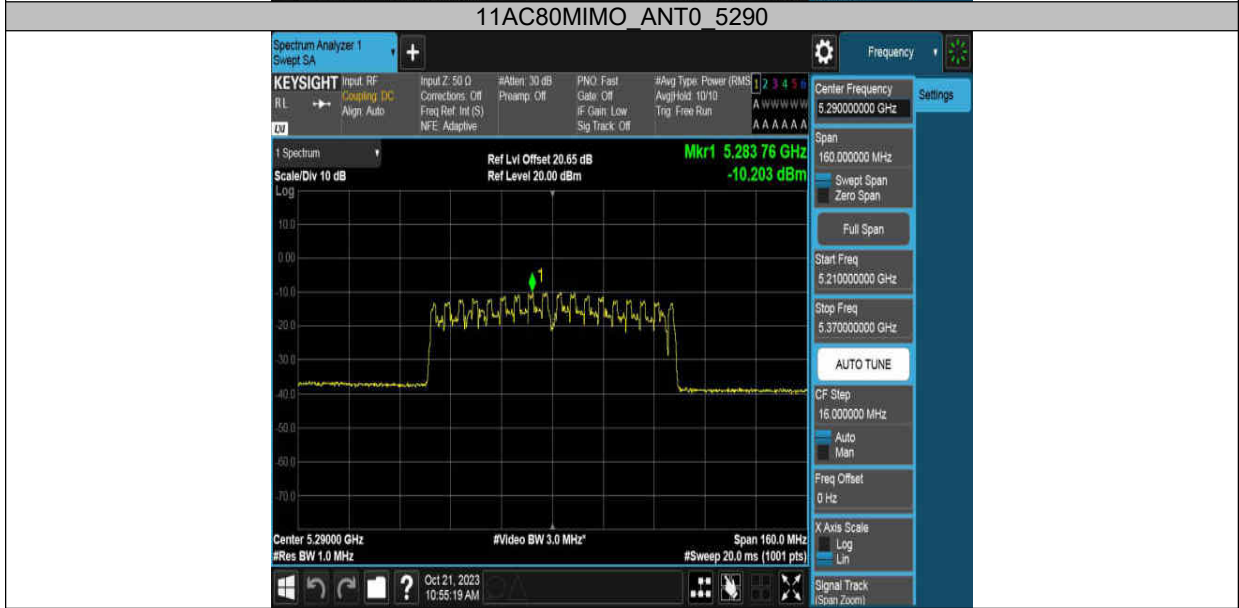 11AC80MIMO_ANT0_5290
Spectrum Analyzer 1
Swept SA
+
Frequency
KEYSIGHT
RL
Input: RF
Coupling: DC
Align: Auto
Input Z: 50 Ω
Corrections: Off
Freq Ref: Int (S)
NFE: Adaptive
#Atten: 30 dB
Preamp: Off
PNO: Fast
Gate: Off
IF Gain: Low
Sig Track: Off
#Avg Type: Power (RMS
Avg|Hold: 10/10
Trig: Free Run
1 2 3 4 5 6
A W W W W W
A A A A A A
1 Spectrum
Scale/Div 10 dB
Log
Ref Lvl Offset 20.65 dB
Ref Level 20.00 dBm
Mkr1 5.283 76 GHz
-10.203 dBm
10.0
0.00
-10.0
-20.0
-30.0
-40.0
-50.0
-60.0
-70.0
1
Center 5.29000 GHz
#Res BW 1.0 MHz
#Video BW 3.0 MHz*
Span 160.0 MHz
#Sweep 20.0 ms (1001 pts)
?
Oct 21, 2023
10:55:19 AM
Center Frequency
5.290000000 GHz
Settings
Span
160.000000 MHz
Swept Span
Zero Span
Full Span
Start Freq
5.210000000 GHz
Stop Freq
5.370000000 GHz
AUTO TUNE
CF Step
16.000000 MHz
Auto
Man
Freq Offset
0 Hz
X Axis Scale
Log
Lin
Signal Track
(Span Zoom)